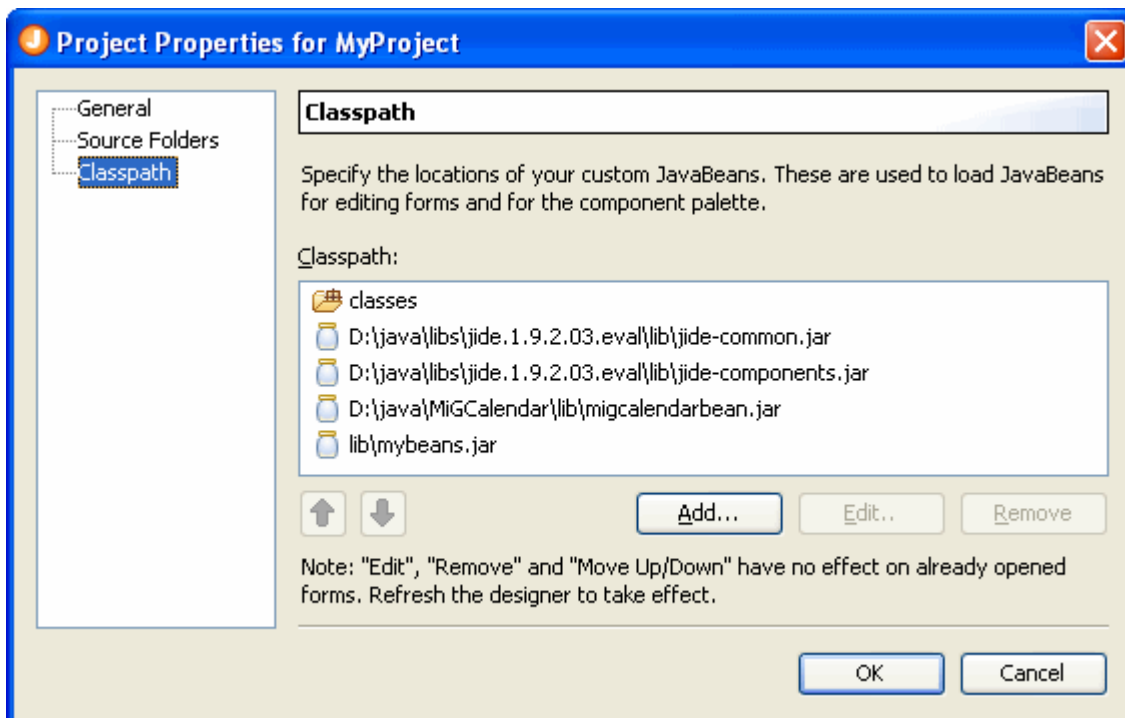 Project Properties for MyProject
General
Source Folders
Classpath
Classpath
Specify the locations of your custom JavaBeans. These are used to load JavaBeans
for editing forms and for the component palette.
Classpath:
classes
D:\java\libs\jide.1.9.2.03.eval\lib\jide-common.jar
D:\java\libs\jide.1.9.2.03.eval\lib\jide-components.jar
D:\java\MiGCalendar\lib\migcalendarbean.jar
lib\mybeans.jar
Add...
Edit..
Remove
Note: "Edit", "Remove" and "Move Up/Down" have no effect on already opened
forms. Refresh the designer to take effect.
OK
Cancel